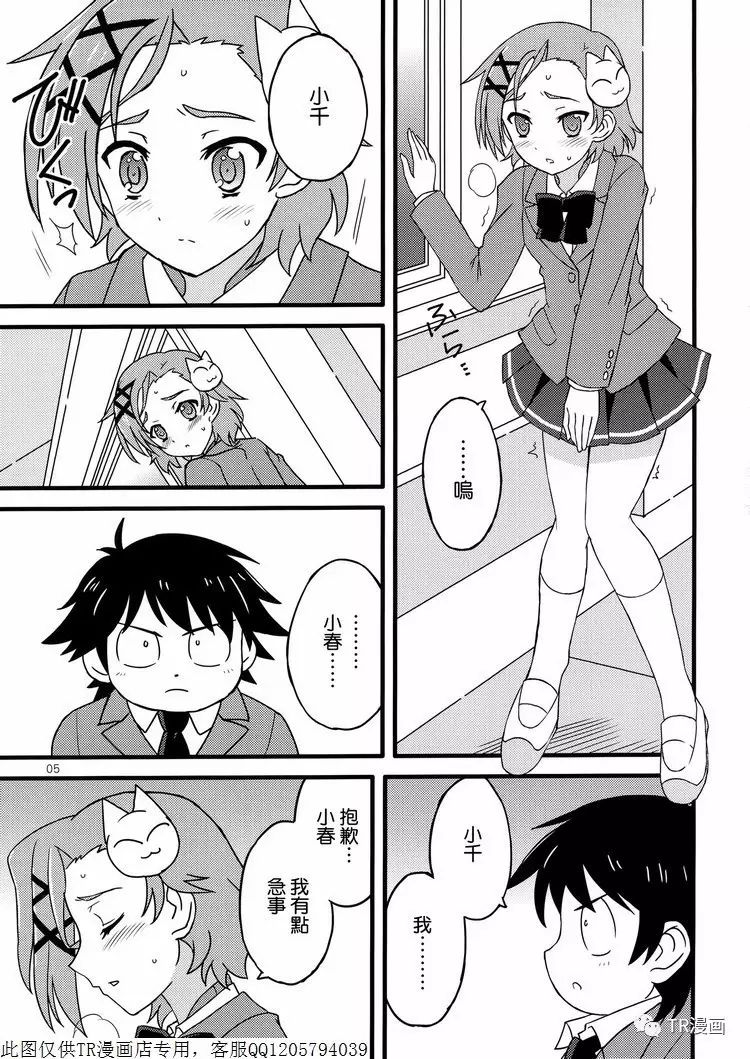 ふら…
……嗚
小千
びくっ
……
小春……
小千
我………
抱歉…
小春
我有點
急事
05
TR漫画
此图仅供TR漫画店专用，客服QQ1205794039